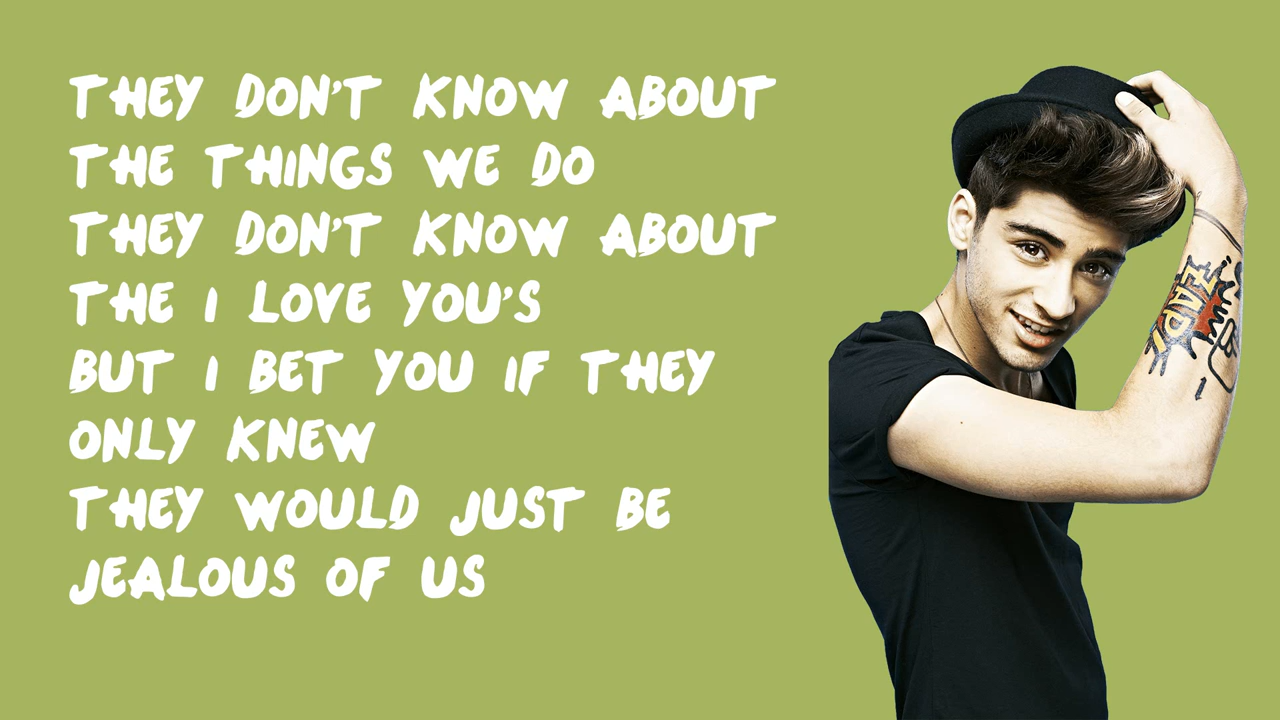 THEY DON'T KNOW ABOUT
THE THINGS WE DO
THEY DON'T KNOW ABOUT
THE I LOVE YOU'S
BUT I BET YOU IF THEY
ONLY KNEW
THEY WOULD JUST BE
JEALOUS OF US
ZAP!